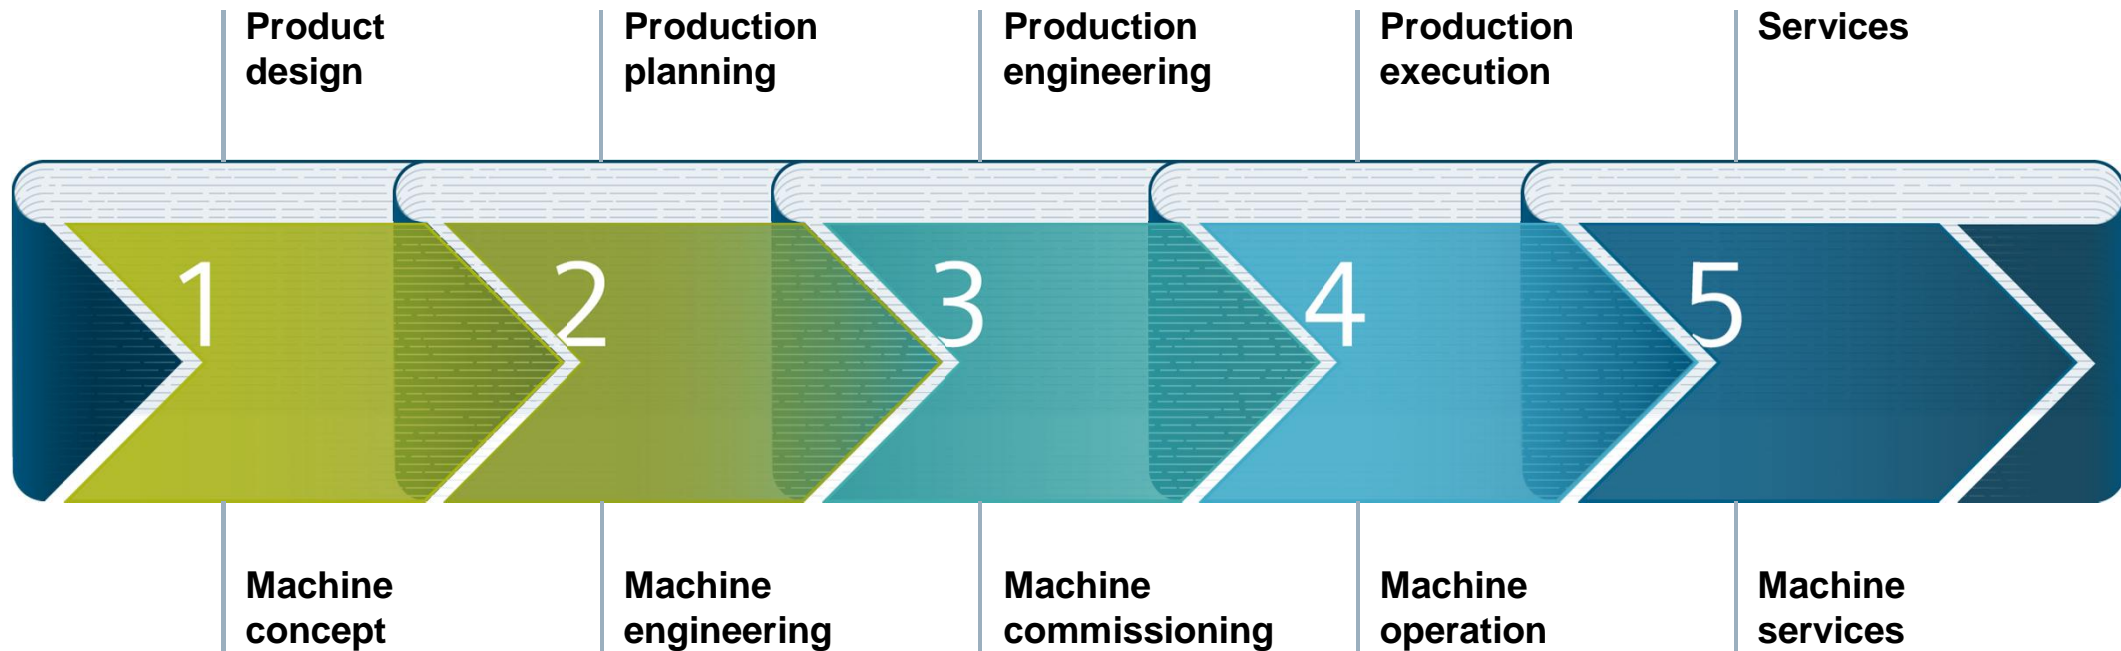 Product
design
Production
planning
Production
engineering
Production
execution
Services
1
2
3
4
5
Machine
concept
Machine
engineering
Machine
commissioning
Machine
operation
Machine
services